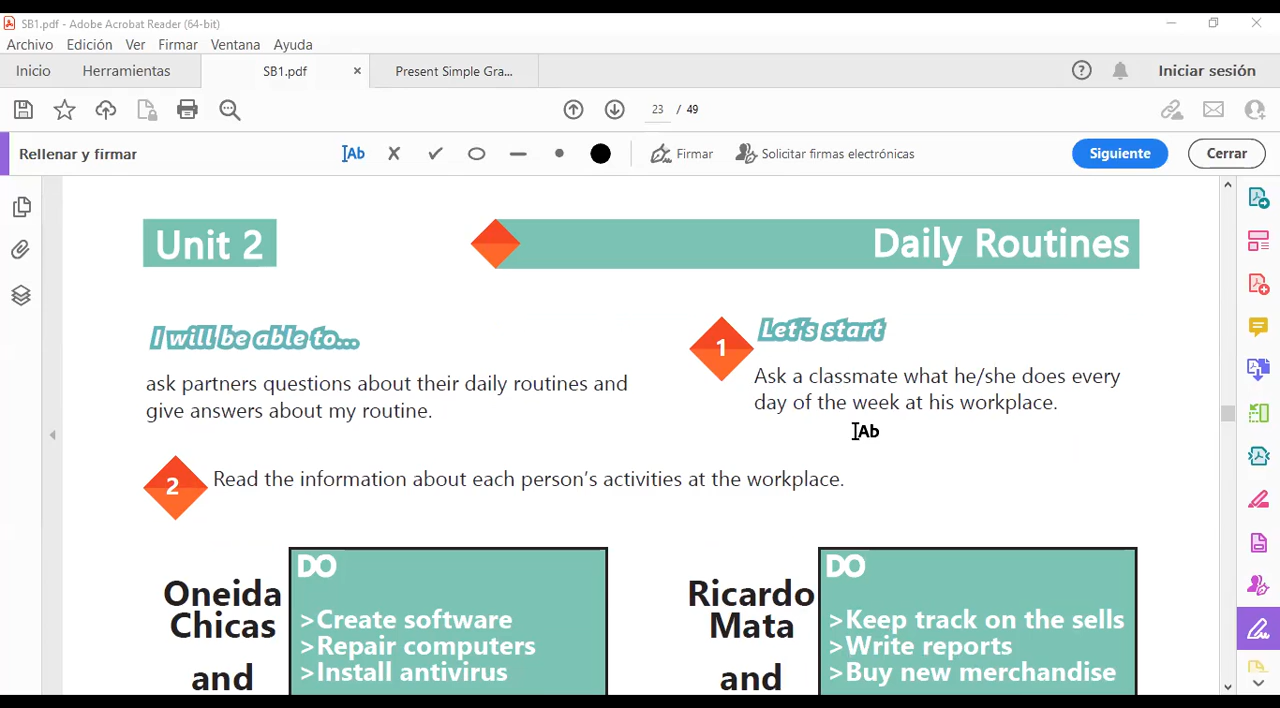 SB1.pdf - Adobe Acrobat Reader (64-bit)
Archivo Edición Ver Firmar Ventana Ayuda
Inicio Herramientas SB1.pdf × Present Simple Gra... Iniciar sesión
23 / 49
Rellenar y firmar Ab Firmar Solicitar firmas electrónicas Siguiente Cerrar
Unit 2 Daily Routines
I will be able to...
ask partners questions about their daily routines and
give answers about my routine.
1 Let's start
Ask a classmate what he/she does every
day of the week at his workplace.
Ab
2 Read the information about each person's activities at the workplace.
Oneida
Chicas
and
DO
>Create software
>Repair computers
>Install antivirus
Ricardo
Mata
and
DO
>Keep track on the sells
>Write reports
>Buy new merchandise